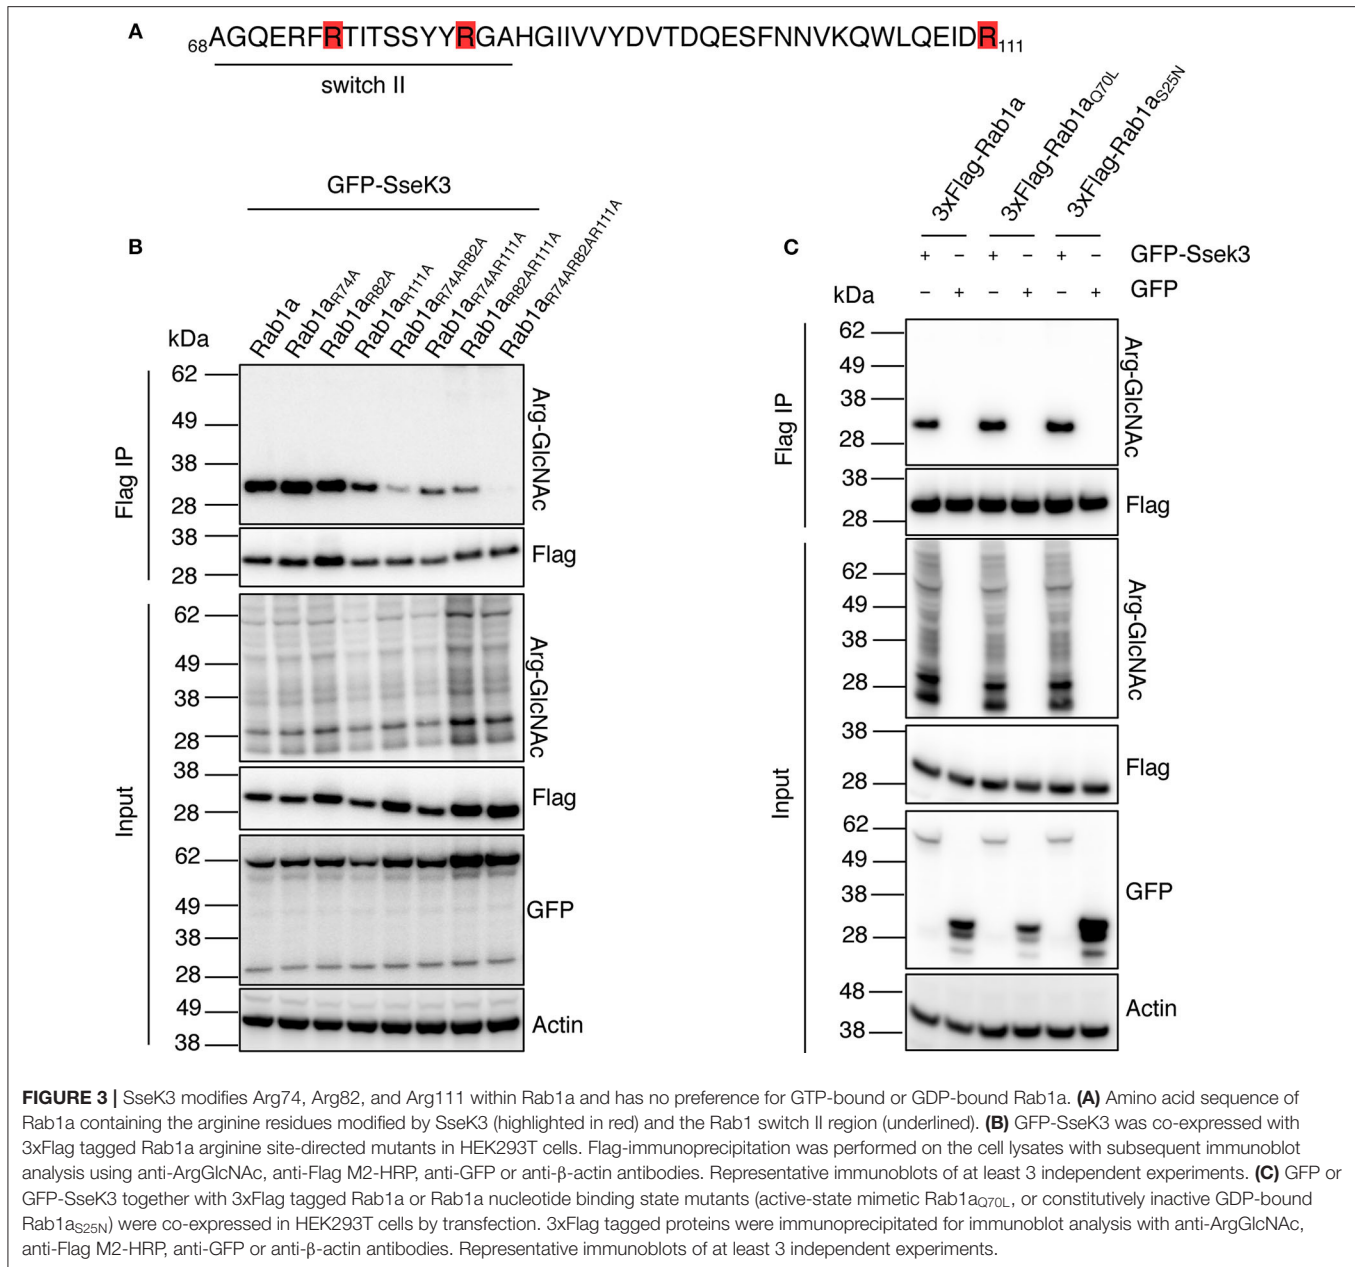 A
68AGQERFRTITSSYYRGAHGIIVVYDVTDQESFNNVKQWLQEIDR111
switch II
GFP-SseK3
B
Rab1a
Rab1aR74A
Rab1aR82A
Rab1aR111A
Rab1aR74AR82A
Rab1aR74AR111A
Rab1aR82AR111A
Rab1aR74AR82AR111A
kDa
Flag IP
62
49
38
28
Arg-GlcNAc
38
28
Flag
Input
62
49
38
28
Arg-GlcNAc
38
28
Flag
62
49
38
28
GFP
49
38
Actin
C
3xFlag-Rab1a
3xFlag-Rab1aQ70L
3xFlag-Rab1aS25N
+ – + – + – GFP-Ssek3
– + – + – + GFP
kDa
Flag IP
62
49
38
28
Arg-GlcNAc
38
28
Flag
Input
62
49
38
28
Arg-GlcNAc
38
28
Flag
62
49
38
28
GFP
48
38
Actin
FIGURE 3 | SseK3 modifies Arg74, Arg82, and Arg111 within Rab1a and has no preference for GTP-bound or GDP-bound Rab1a. (A) Amino acid sequence of
Rab1a containing the arginine residues modified by SseK3 (highlighted in red) and the Rab1 switch II region (underlined). (B) GFP-SseK3 was co-expressed with
3xFlag tagged Rab1a arginine site-directed mutants in HEK293T cells. Flag-immunoprecipitation was performed on the cell lysates with subsequent immunoblot
analysis using anti-ArgGlcNAc, anti-Flag M2-HRP, anti-GFP or anti-β-actin antibodies. Representative immunoblots of at least 3 independent experiments. (C) GFP or
GFP-SseK3 together with 3xFlag tagged Rab1a or Rab1a nucleotide binding state mutants (active-state mimetic Rab1aQ70L, or constitutively inactive GDP-bound
Rab1aS25N) were co-expressed in HEK293T cells by transfection. 3xFlag tagged proteins were immunoprecipitated for immunoblot analysis with anti-ArgGlcNAc,
anti-Flag M2-HRP, anti-GFP or anti-β-actin antibodies. Representative immunoblots of at least 3 independent experiments.